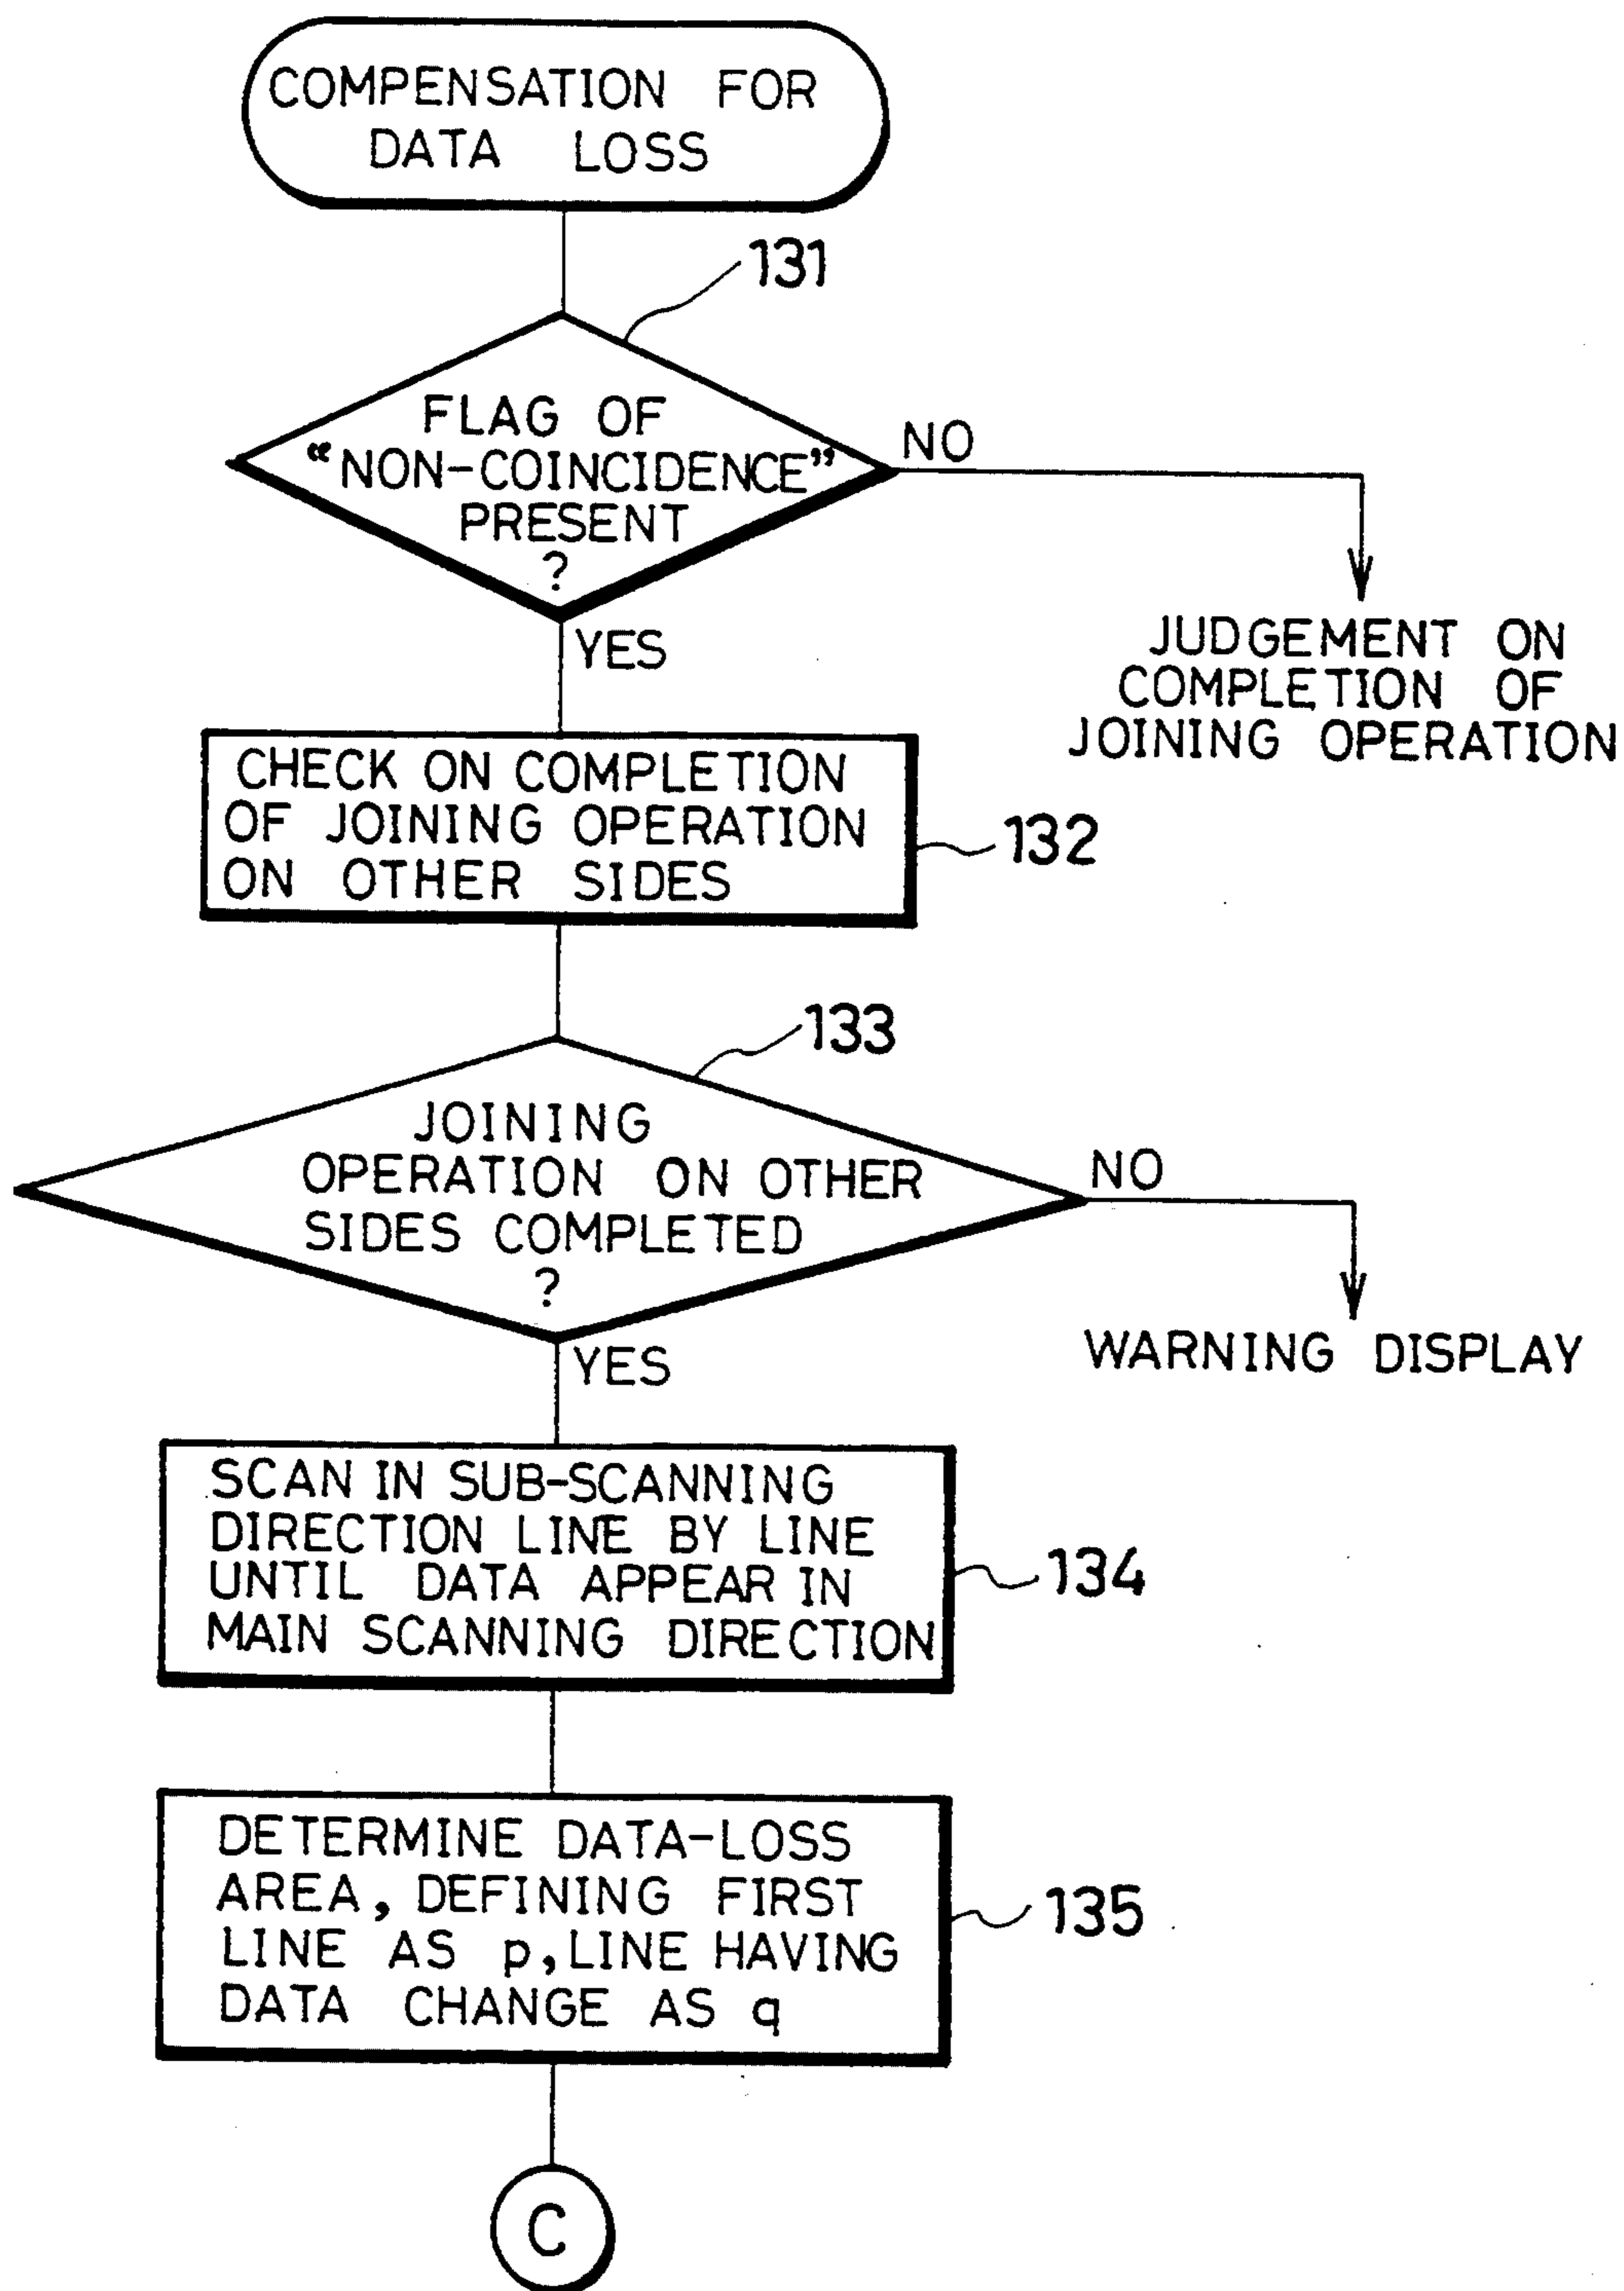 COMPENSATION FOR
DATA LOSS
131
FLAG OF
“NON-COINCIDENCE”
PRESENT
?
NO
YES
JUDGEMENT ON
COMPLETION OF
JOINING OPERATION
CHECK ON COMPLETION
OF JOINING OPERATION
ON OTHER SIDES
132
133
JOINING
OPERATION ON OTHER
SIDES COMPLETED
?
NO
YES
WARNING DISPLAY
SCAN IN SUB-SCANNING
DIRECTION LINE BY LINE
UNTIL DATA APPEAR IN
MAIN SCANNING DIRECTION
134
DETERMINE DATA-LOSS
AREA, DEFINING FIRST
LINE AS p, LINE HAVING
DATA CHANGE AS q
135
C